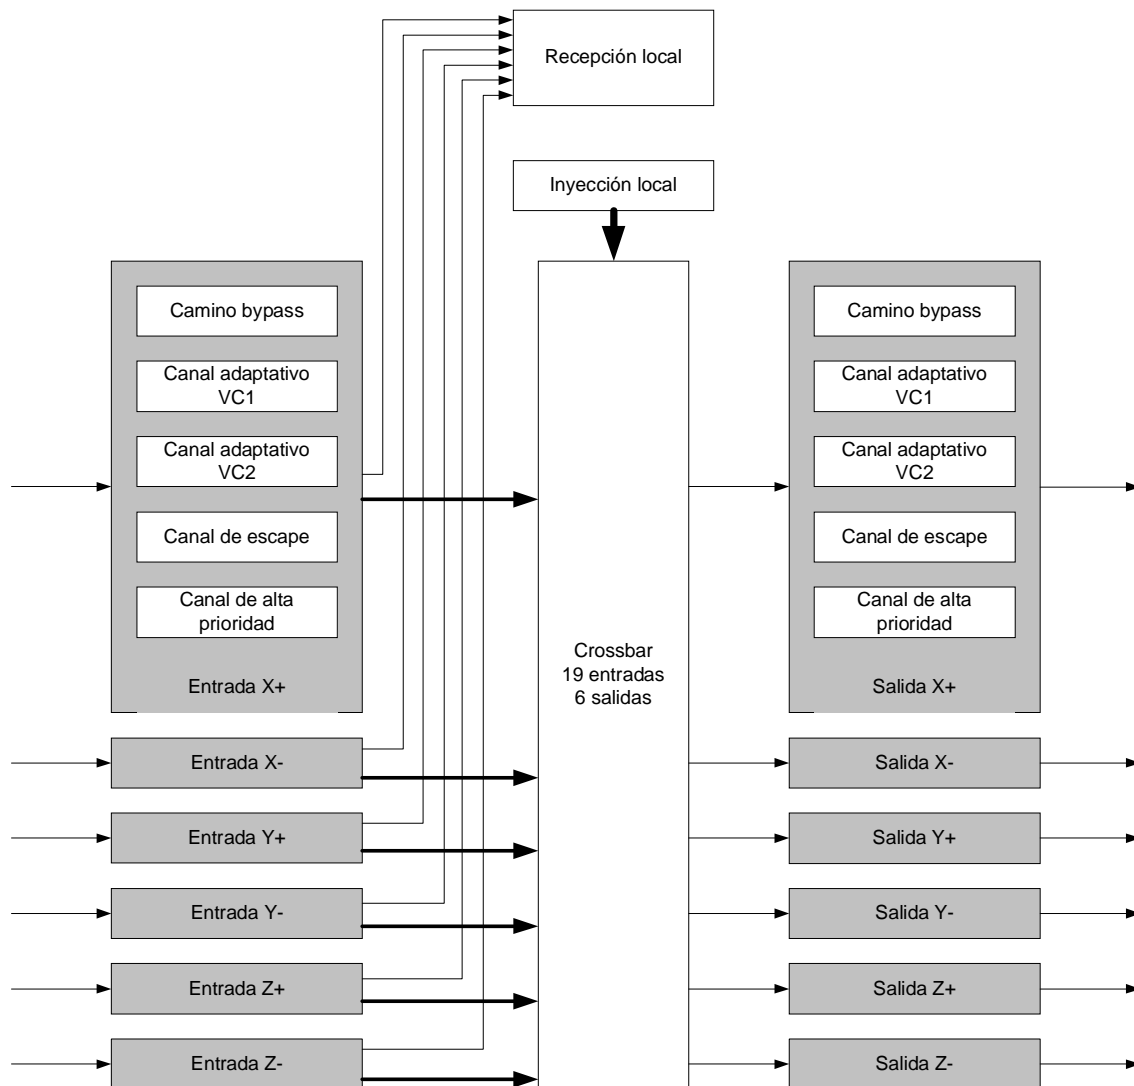 Recepción local
Inyección local
Camino bypass
Canal adaptativo
VC1
Canal adaptativo
VC2
Canal de escape
Canal de alta
prioridad
Entrada X+
Entrada X-
Entrada Y+
Entrada Y-
Entrada Z+
Entrada Z-
Crossbar
19 entradas
6 salidas
Camino bypass
Canal adaptativo
VC1
Canal adaptativo
VC2
Canal de escape
Canal de alta
prioridad
Salida X+
Salida X-
Salida Y+
Salida Y-
Salida Z+
Salida Z-